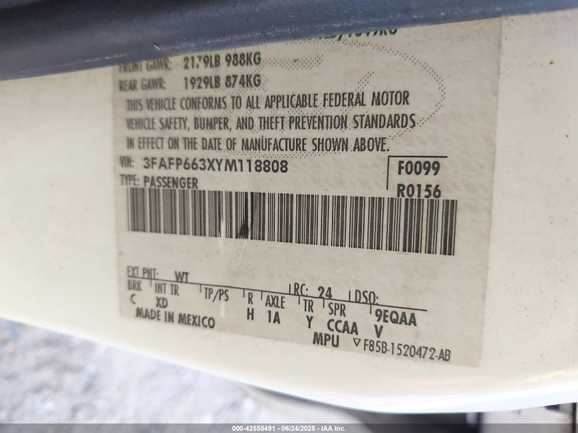 FRONT GAWR: 2179LB 988KG
REAR GAWR: 1929LB 874KG
THIS VEHICLE CONFORMS TO ALL APPLICABLE FEDERAL MOTOR
VEHICLE SAFETY, BUMPER, AND THEFT PREVENTION STANDARDS
IN EFFECT ON THE DATE OF MANUFACTURE SHOWN ABOVE.
VIN: 3FAFP663XYM118808 F0099
TYPE: PASSENGER R0156
EXT PNT: WT RC: 24 DSO:
BRK INT TR TP/PS R AXLE TR SPR 9EQAA
C XD H 1A Y CCAA V
MADE IN MEXICO MPU ▽ F85B-1520472-AB
000-42550491 - 06/24/2025 - IAA Inc.